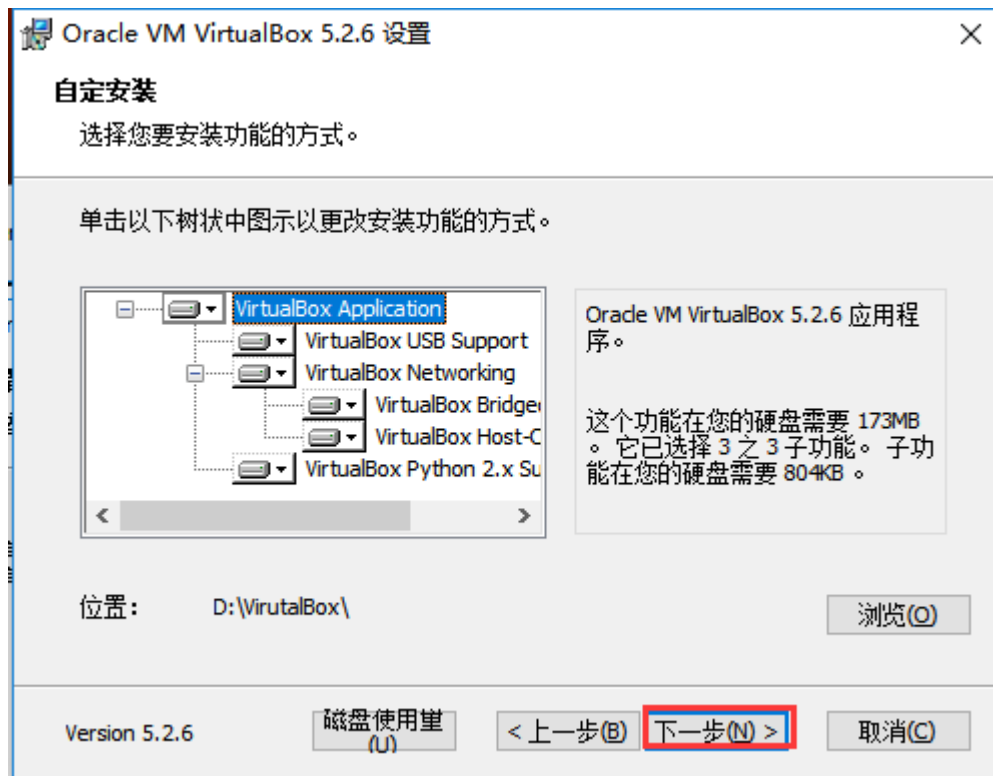 Oracle VM VirtualBox 5.2.6 设置
自定安装
选择您要安装功能的方式。
单击以下树状中图示以更改安装功能的方式。
VirtualBox Application
VirtualBox USB Support
VirtualBox Networking
VirtualBox Bridge
VirtualBox Host-
VirtualBox Python 2.x Su
Oracle VM VirtualBox 5.2.6 应用程
序。
这个功能在您的硬盘需要 173MB
。 它已选择 3 之 3 子功能。 子功
能在您的硬盘需要 804KB 。
位置: D:\VirutalBox\
浏览(O)
Version 5.2.6
磁盘使用量
(U)
< 上一步(B) 下一步(N) > 取消(C)